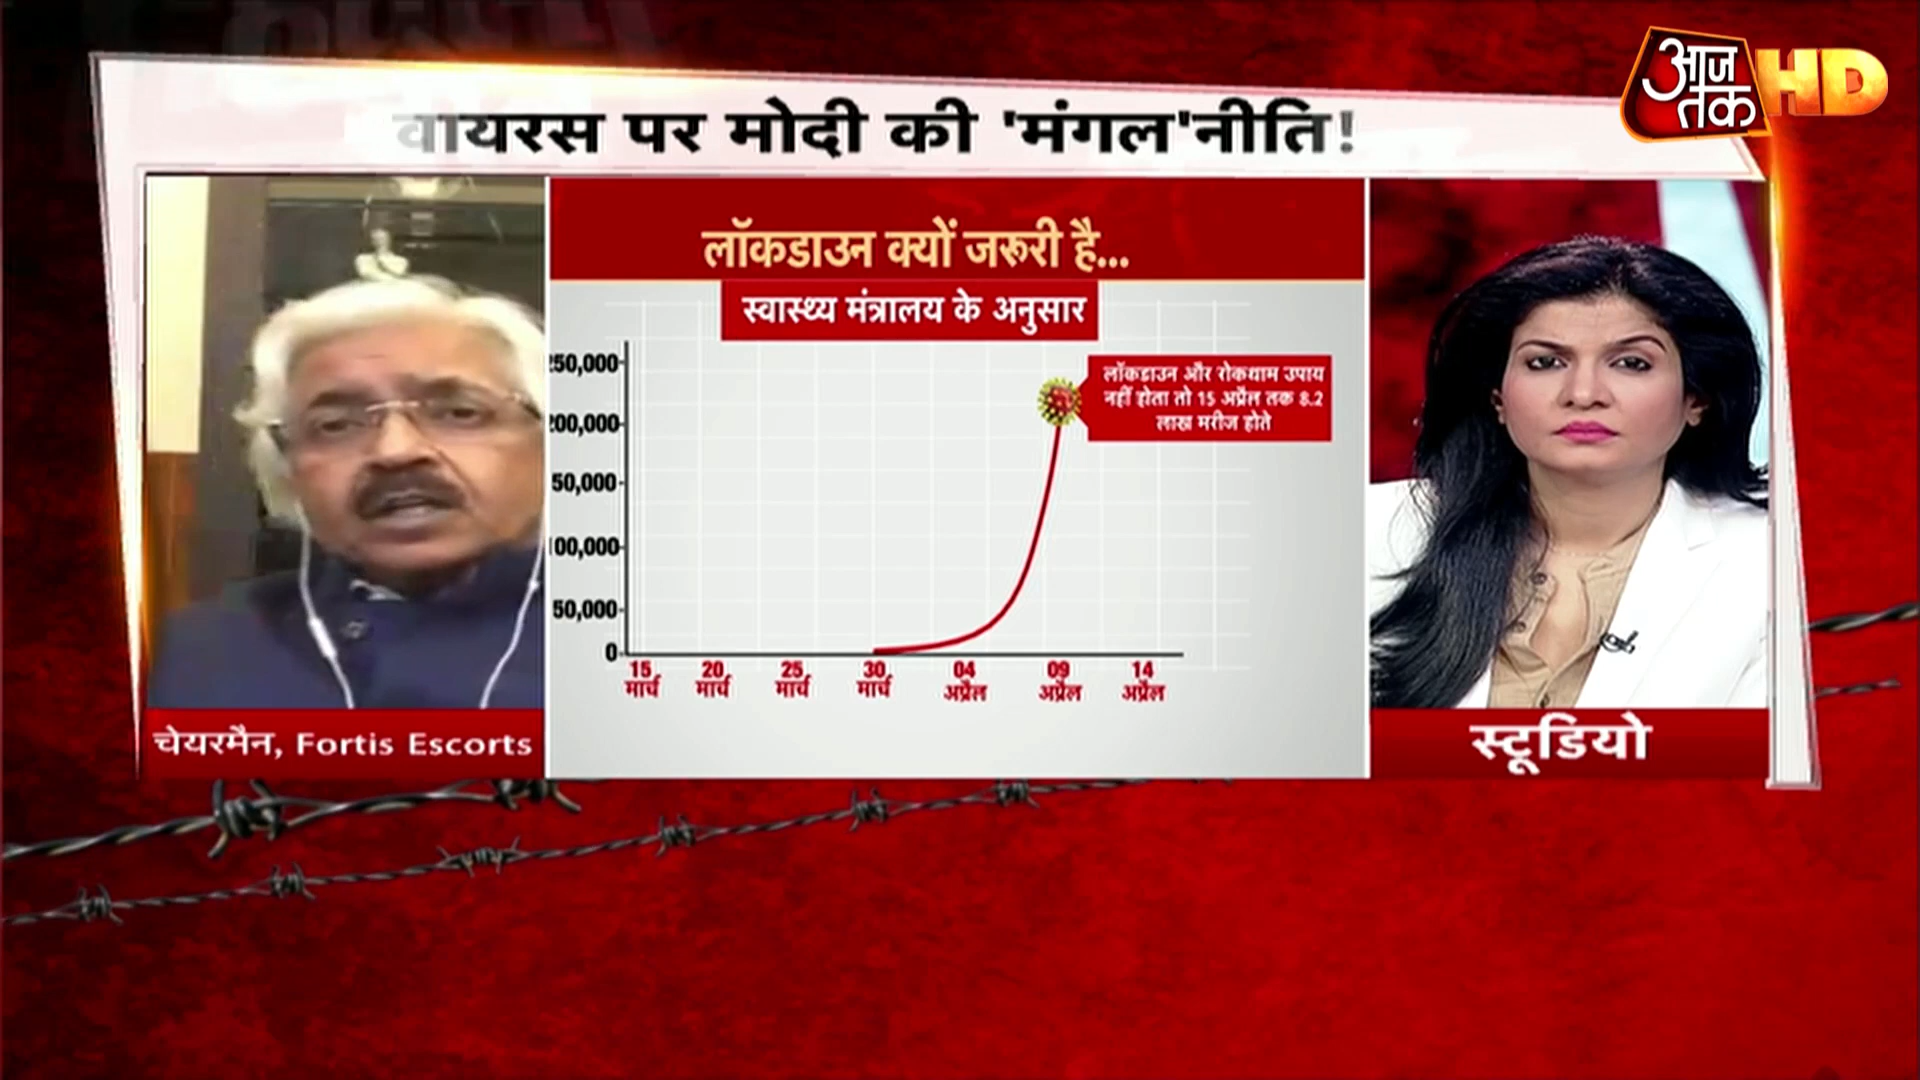 आज
तक HD
वायरस पर मोदी की 'मंगल'नीति!
लॉकडाउन क्यों जरूरी है...
स्वास्थ्य मंत्रालय के अनुसार
250,000
200,000
50,000
100,000
50,000
0
लॉकडाउन और रोकथाम उपाय
नहीं होता तो 15 अप्रैल तक 8.2
लाख मरीज होते
15 20 25 30 04 09 14
मार्च मार्च मार्च मार्च अप्रैल अप्रैल अप्रैल
चेयरमैन, Fortis Escorts
स्टूडियो